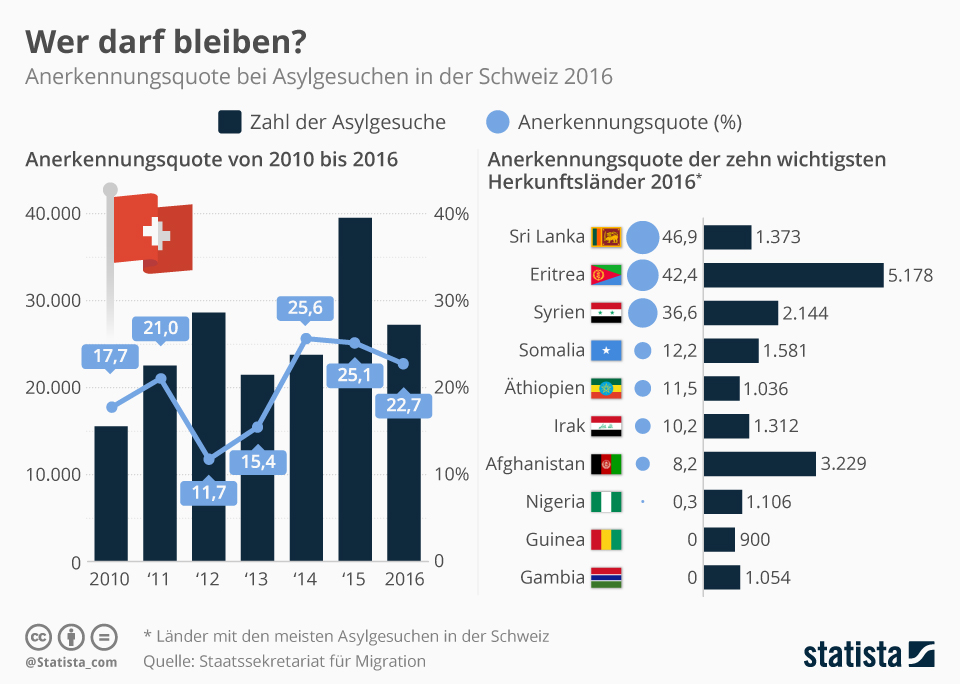 Wer darf bleiben?
Anerkennungsquote bei Asylgesuchen in der Schweiz 2016
Zahl der Asylgesuche
Anerkennungsquote (%)
Anerkennungsquote von 2010 bis 2016
40.000
30.000
20.000
10.000
0
40%
30%
20%
10%
0
17,7
21,0
11,7
15,4
25,6
25,1
22,7
2010 ‘11 ‘12 ‘13 ‘14 ‘15 2016
Anerkennungsquote der zehn wichtigsten
Herkunftsländer 2016*
Sri Lanka 46,9 1.373
Eritrea 42,4 5.178
Syrien 36,6 2.144
Somalia 12,2 1.581
Äthiopien 11,5 1.036
Irak 10,2 1.312
Afghanistan 8,2 3.229
Nigeria 0,3 1.106
Guinea 0 900
Gambia 0 1.054
cc
@Statista_com
* Länder mit den meisten Asylgesuchen in der Schweiz
Quelle: Staatssekretariat für Migration
statista